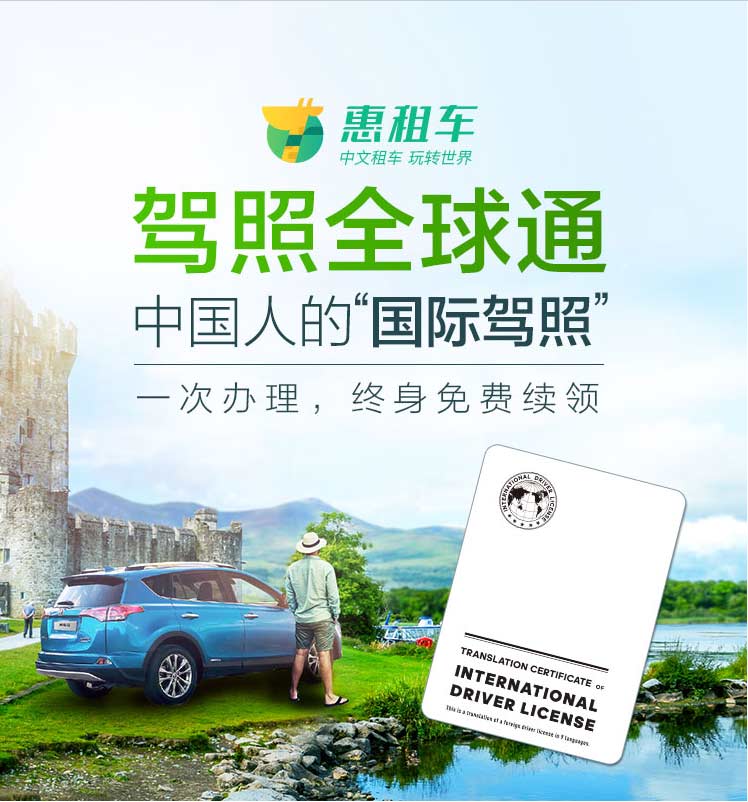 惠租车
中文租车 玩转世界
驾照全球通
中国人的“国际驾照”
一次办理，终身免费续领
INTERNATIONAL DRIVER LICENSE
TRANSLATION CERTIFICATE OF
INTERNATIONAL
DRIVER LICENSE
This is a translation of a foreign driver license in 9 languages.